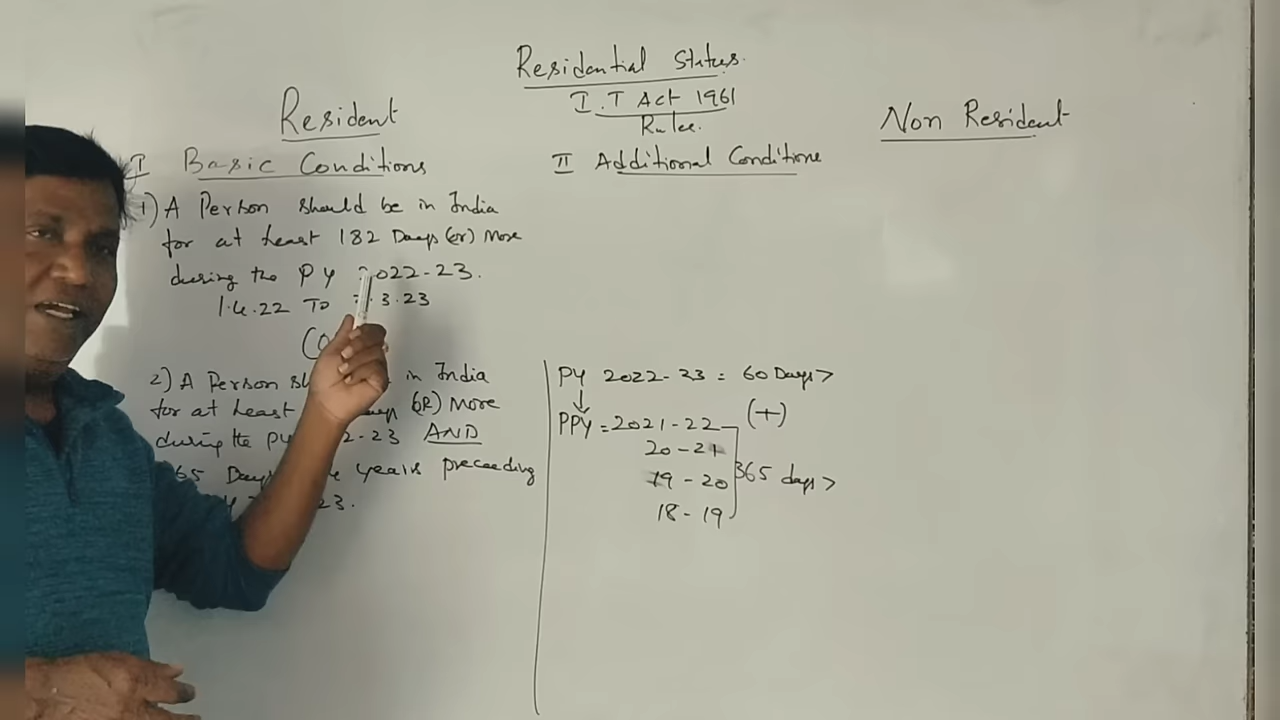 Residential Status.
I.T Act 1961
Rules.
Resident
Non Resident
I Basic Conditions
II Additional Conditions
1) A Person should be in India
for at least 182 Days (or) More
during the PY 2022-23.
1.4.22 To 3.23
2) A Person in India
for at least (OR) More
during the PY 2-23 AND
65 Days years preceeding
23.
PY 2022-23 = 60 Days >
(+)
PPY = 2021-22
20-21
19-20
18-19
365 days >